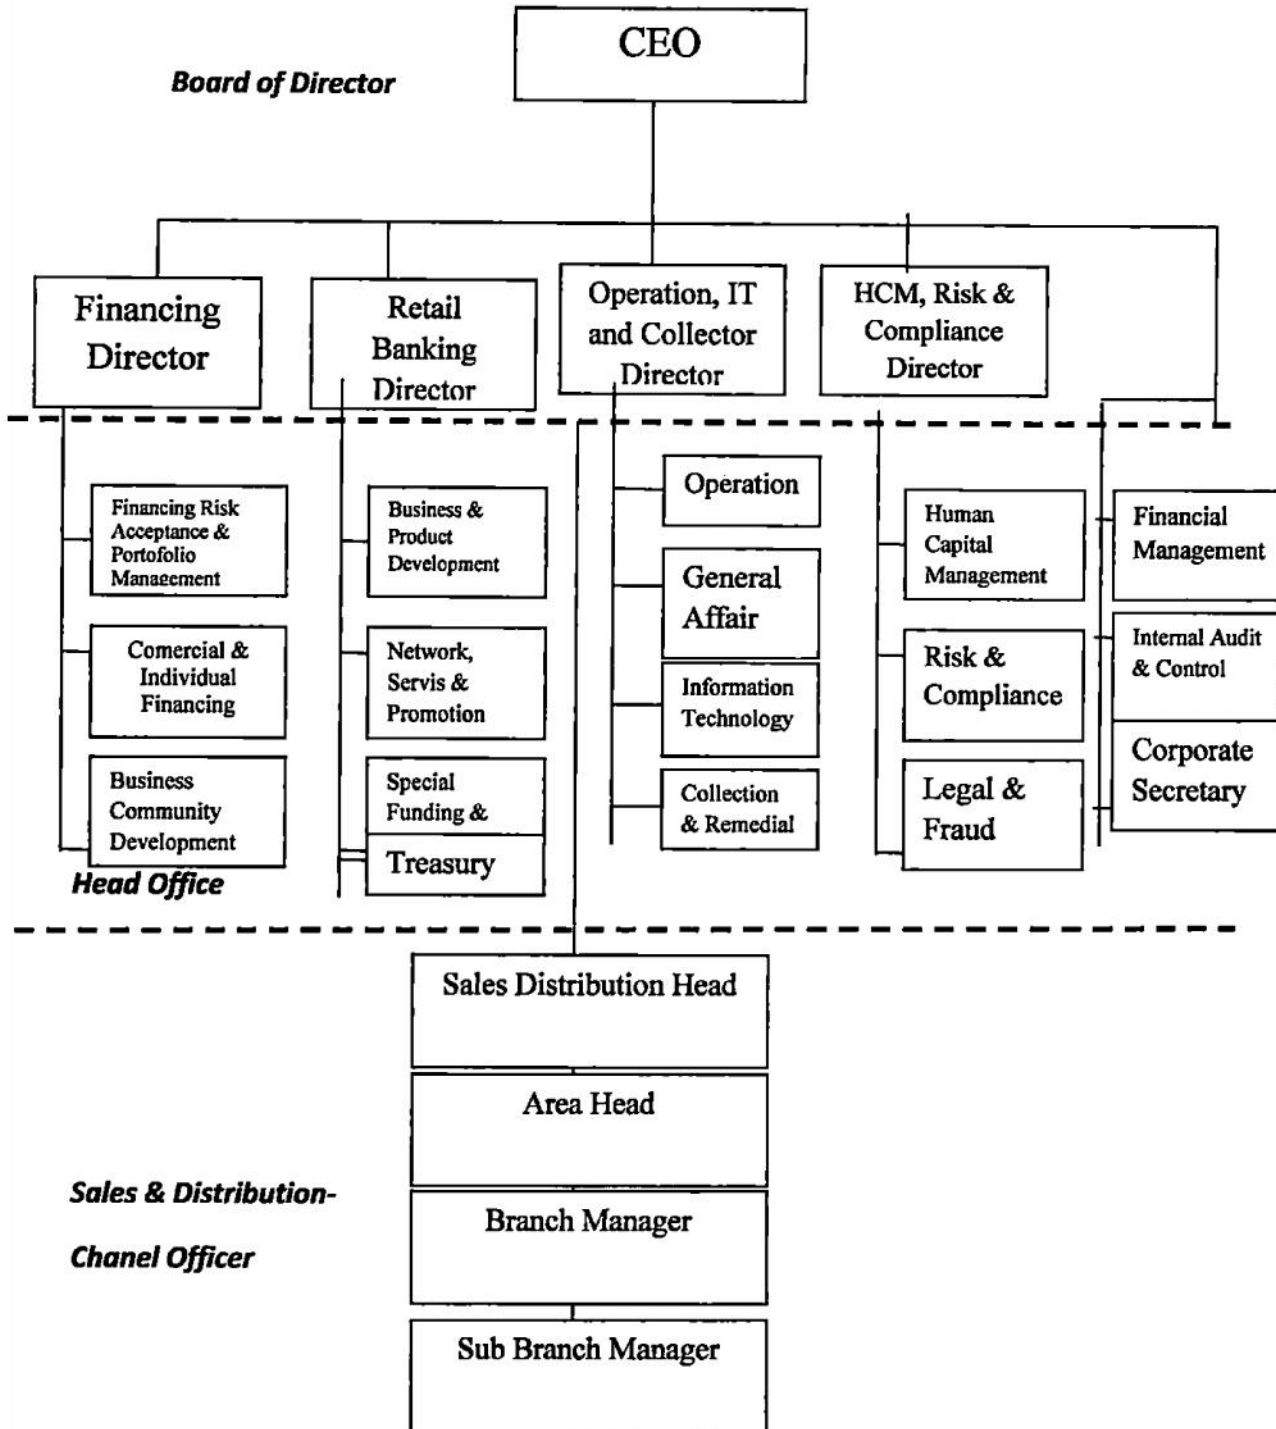 CEO
Board of Director
Financing
Director
Retail
Banking
Director
Operation, IT
and Collector
Director
HCM, Risk &
Compliance
Director
Financing Risk
Acceptance &
Portofolio
Management
Comercial &
Individual
Financing
Business
Community
Development
Business &
Product
Development
Network,
Servis &
Promotion
Special
Funding &
Treasury
Operation
General
Affair
Information
Technology
Collection
& Remedial
Human
Capital
Management
Risk &
Compliance
Legal &
Fraud
Financial
Management
Internal Audit
& Control
Corporate
Secretary
Head Office
Sales Distribution Head
Area Head
Sales & Distribution-
Chanel Officer
Branch Manager
Sub Branch Manager